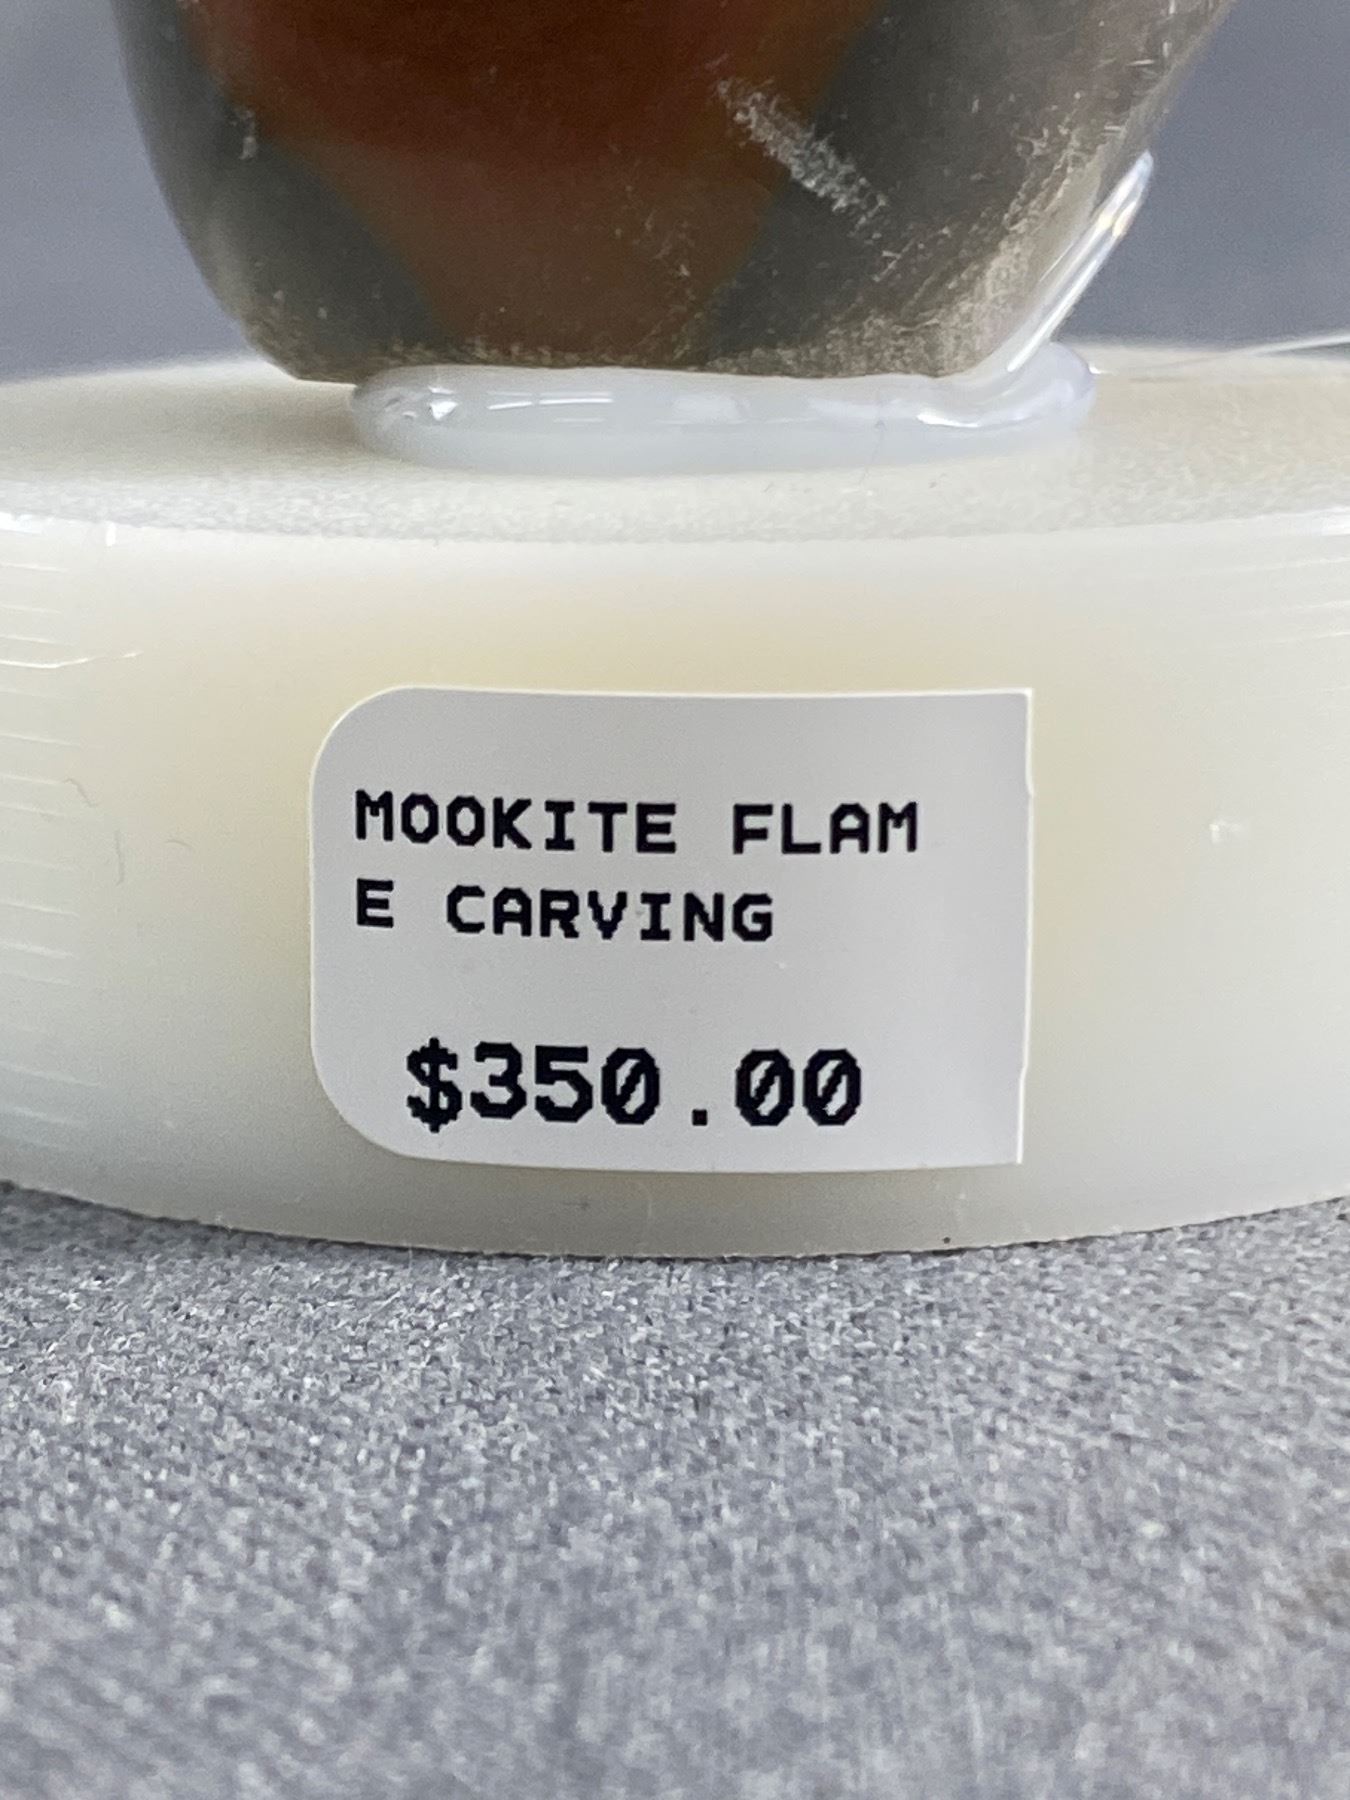 MOOKITE FLAM
E CARVING
$350.00